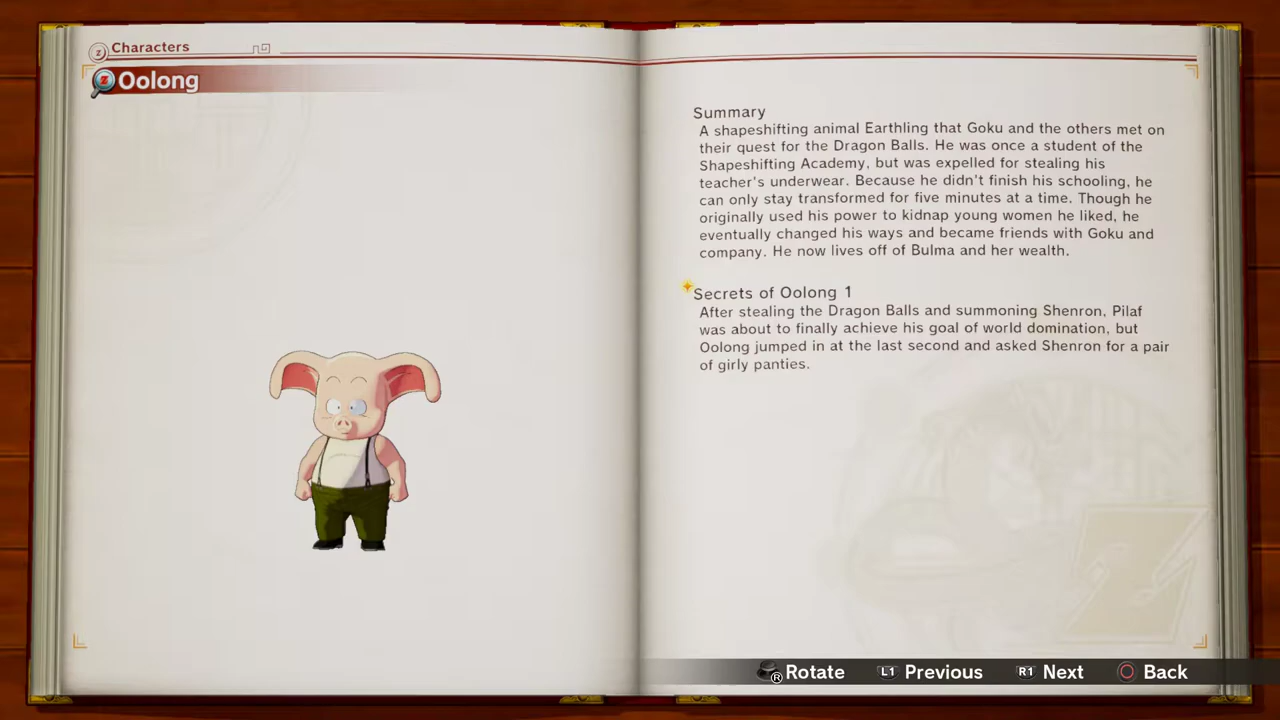 Characters
Oolong
Summary
A shapeshifting animal Earthling that Goku and the others met on
their quest for the Dragon Balls. He was once a student of the
Shapeshifting Academy, but was expelled for stealing his
teacher's underwear. Because he didn't finish his schooling, he
can only stay transformed for five minutes at a time. Though he
originally used his power to kidnap young women he liked, he
eventually changed his ways and became friends with Goku and
company. He now lives off of Bulma and her wealth.
Secrets of Oolong 1
After stealing the Dragon Balls and summoning Shenron, Pilaf
was about to finally achieve his goal of world domination, but
Oolong jumped in at the last second and asked Shenron for a pair
of girly panties.
R Rotate L1 Previous R1 Next Back